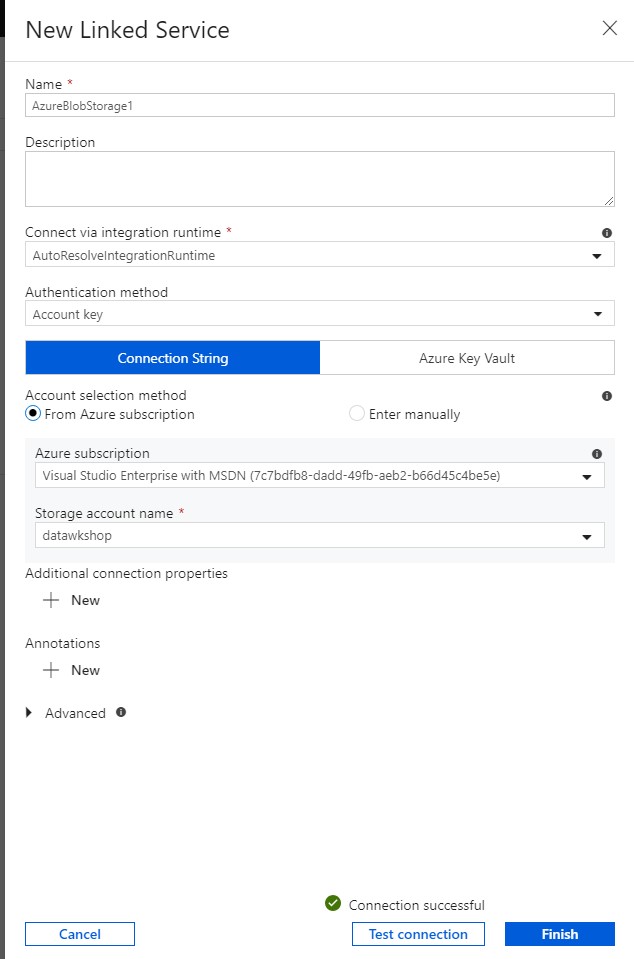 New Linked Service
Name *
AzureBlobStorage1
Description
Connect via integration runtime *
AutoResolveIntegrationRuntime
Authentication method
Account key
Connection String
Azure Key Vault
Account selection method
From Azure subscription
Enter manually
Azure subscription
Visual Studio Enterprise with MSDN (7c7bdfb8-dadd-49fb-aeb2-b66d45c4be5e)
Storage account name *
datawkshop
Additional connection properties
New
Annotations
New
Advanced
Connection successful
Cancel
Test connection
Finish